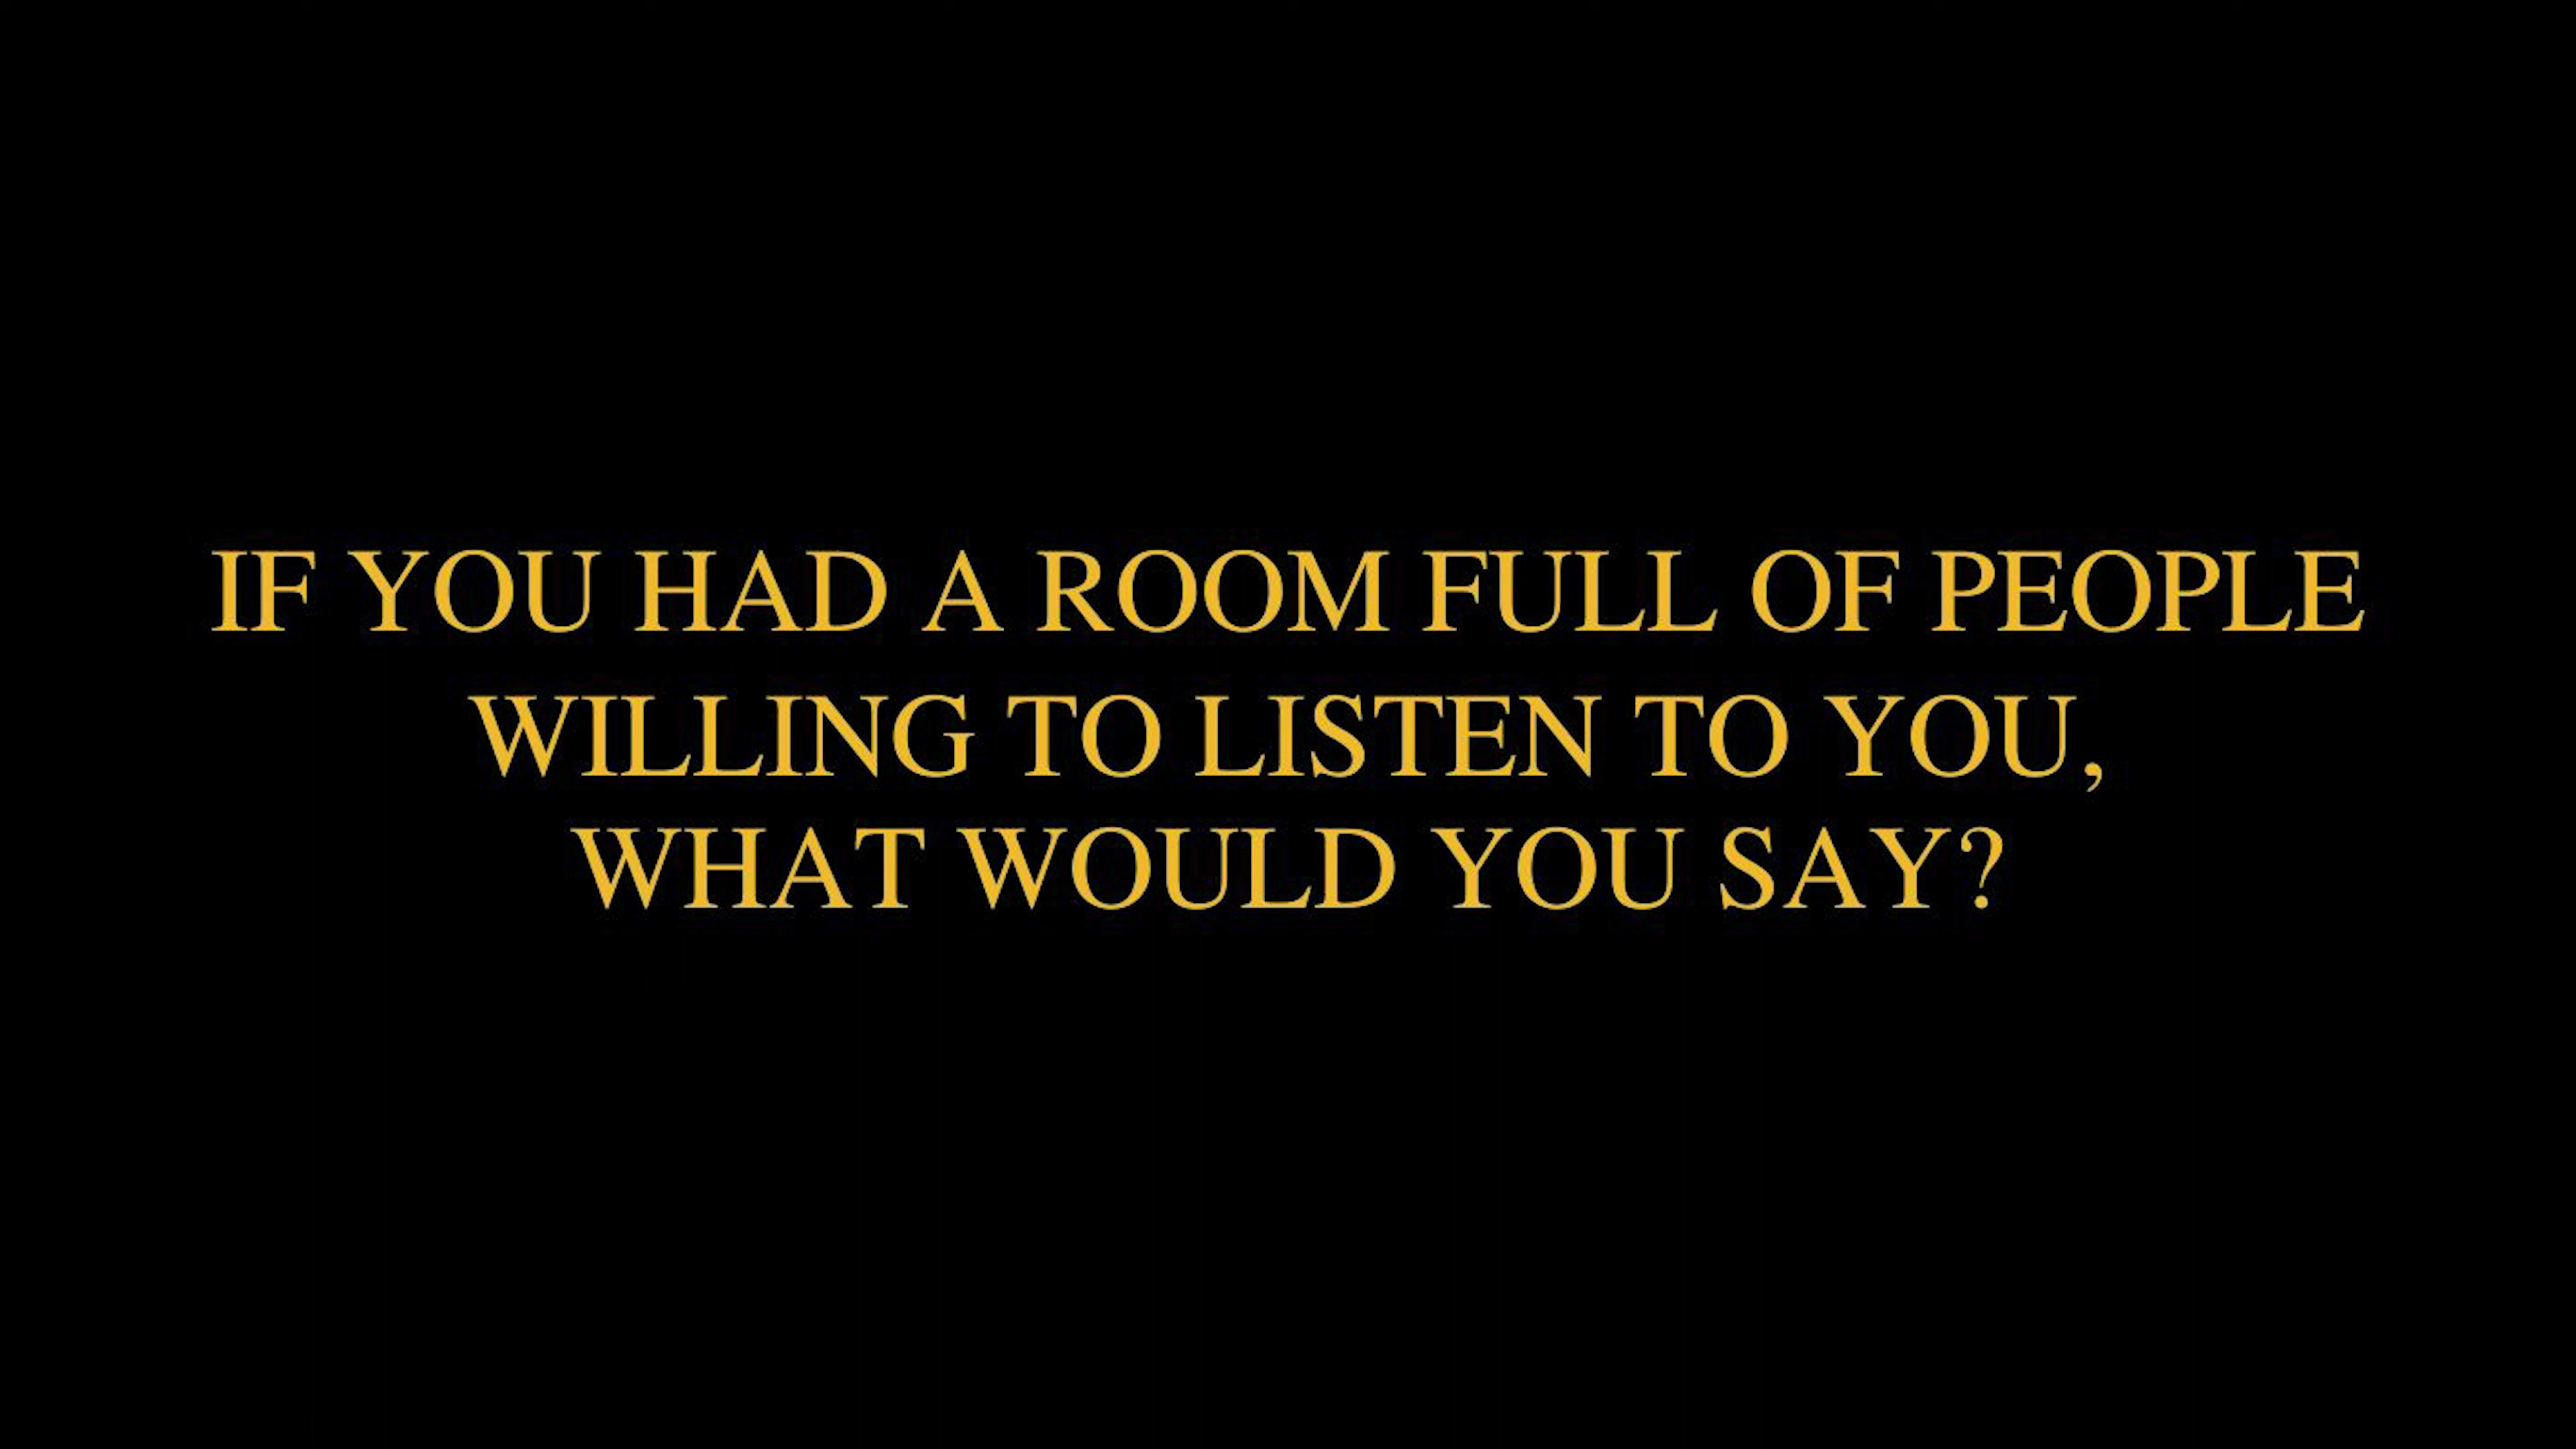 IF YOU HAD A ROOM FULL OF PEOPLE
WILLING TO LISTEN TO YOU,
WHAT WOULD YOU SAY?